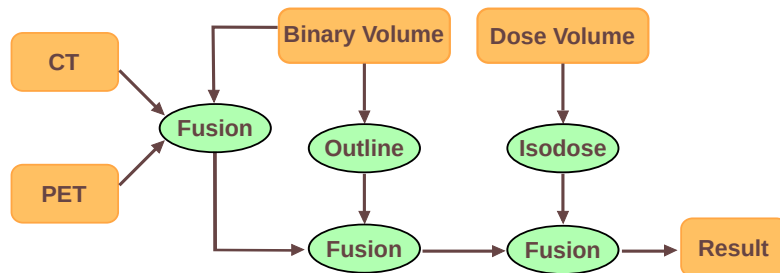 Binary Volume
Dose Volume
CT
Fusion
Outline
Isodose
PET
Fusion
Fusion
Result